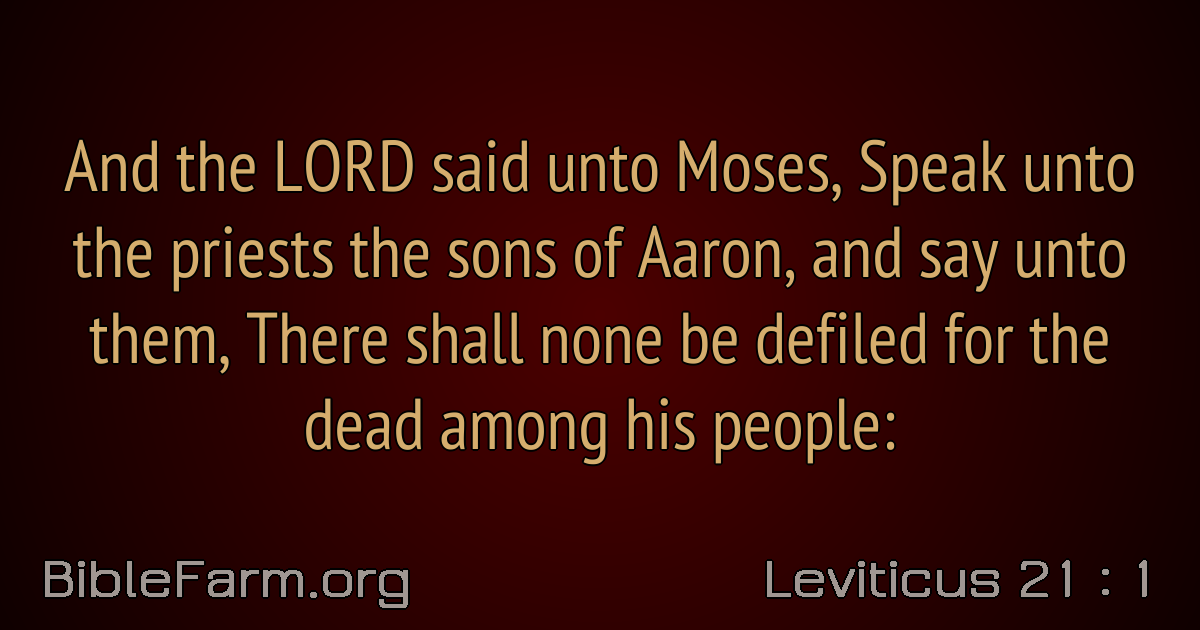 And the LORD said unto Moses, Speak unto
the priests the sons of Aaron, and say unto
them, There shall none be defiled for the
dead among his people:
BibleFarm.org
Leviticus 21 : 1